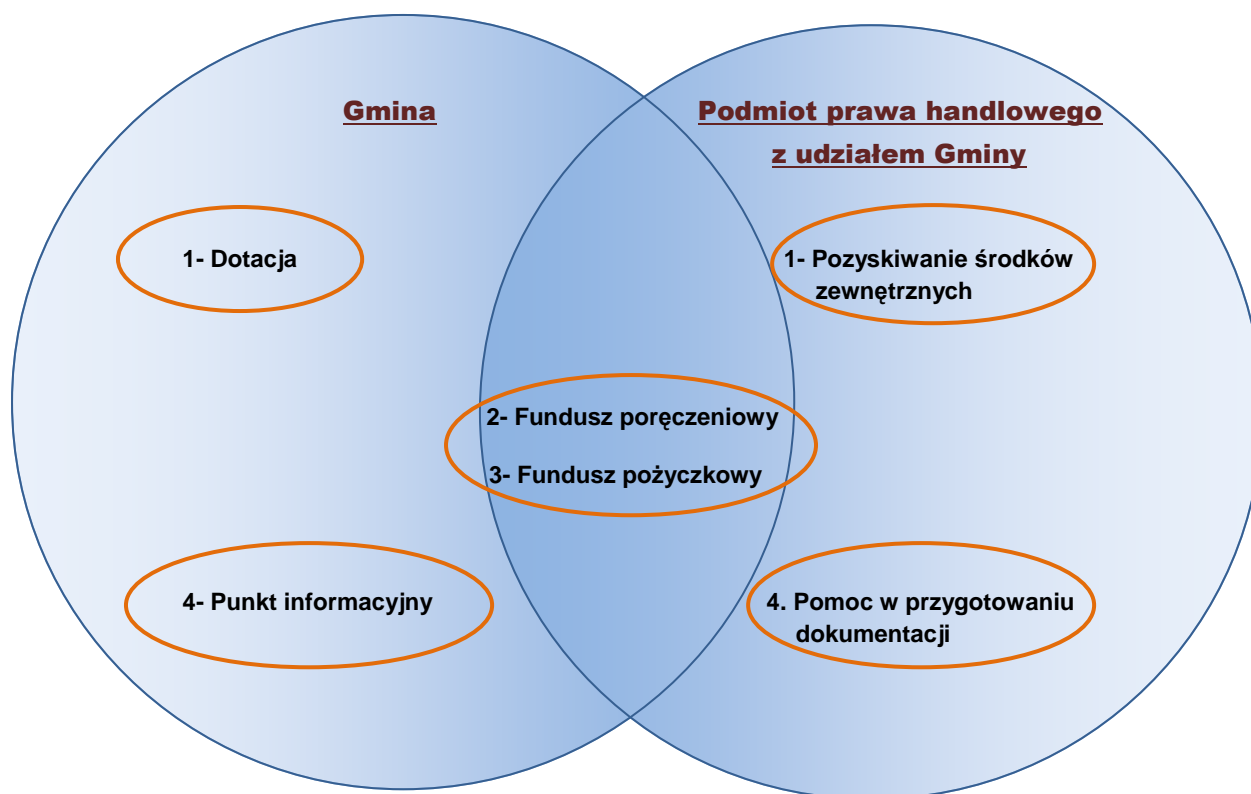 Gmina
Podmiot prawa handlowego
z udziałem Gminy
1- Dotacja
1- Pozyskiwanie środków
zewnętrznych
2- Fundusz poręczeniowy
3- Fundusz pożyczkowy
4- Punkt informacyjny
4. Pomoc w przygotowaniu
dokumentacji